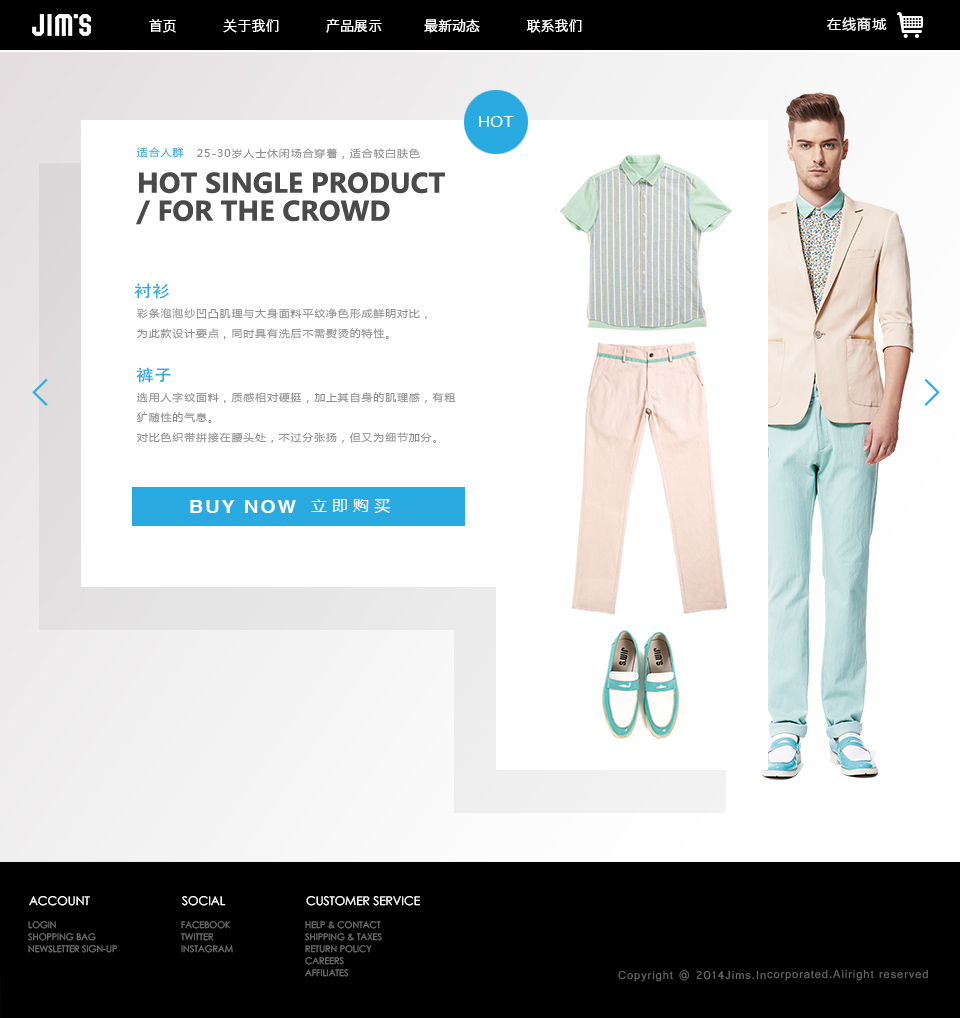 JIM'S
首页 关于我们 产品展示 最新动态 联系我们 在线商城
HOT
适合人群 25-30岁人士休闲场合穿着，适合较白肤色
HOT SINGLE PRODUCT
/ FOR THE CROWD
衬衫
彩条泡泡纱凹凸肌理与大身面料平纹净色形成鲜明对比，
为此款设计要点，同时具有洗后不需熨烫的特性。
裤子
选用人字纹面料，质感相对硬挺，加上其自身的肌理感，有粗
犷随性的气息。
对比色织带拼接在腰头处，不过分张扬，但又为细节加分。
BUY NOW 立即购买
JIM'S JIM'S
ACCOUNT
LOGIN
SHOPPING BAG
NEWSLETTER SIGN-UP
SOCIAL
FACEBOOK
TWITTER
INSTAGRAM
CUSTOMER SERVICE
HELP & CONTACT
SHIPPING & TAXES
RETURN POLICY
CAREERS
AFFILIATES
Copyright @ 2014Jims.Incorporated.Aiiright reserved